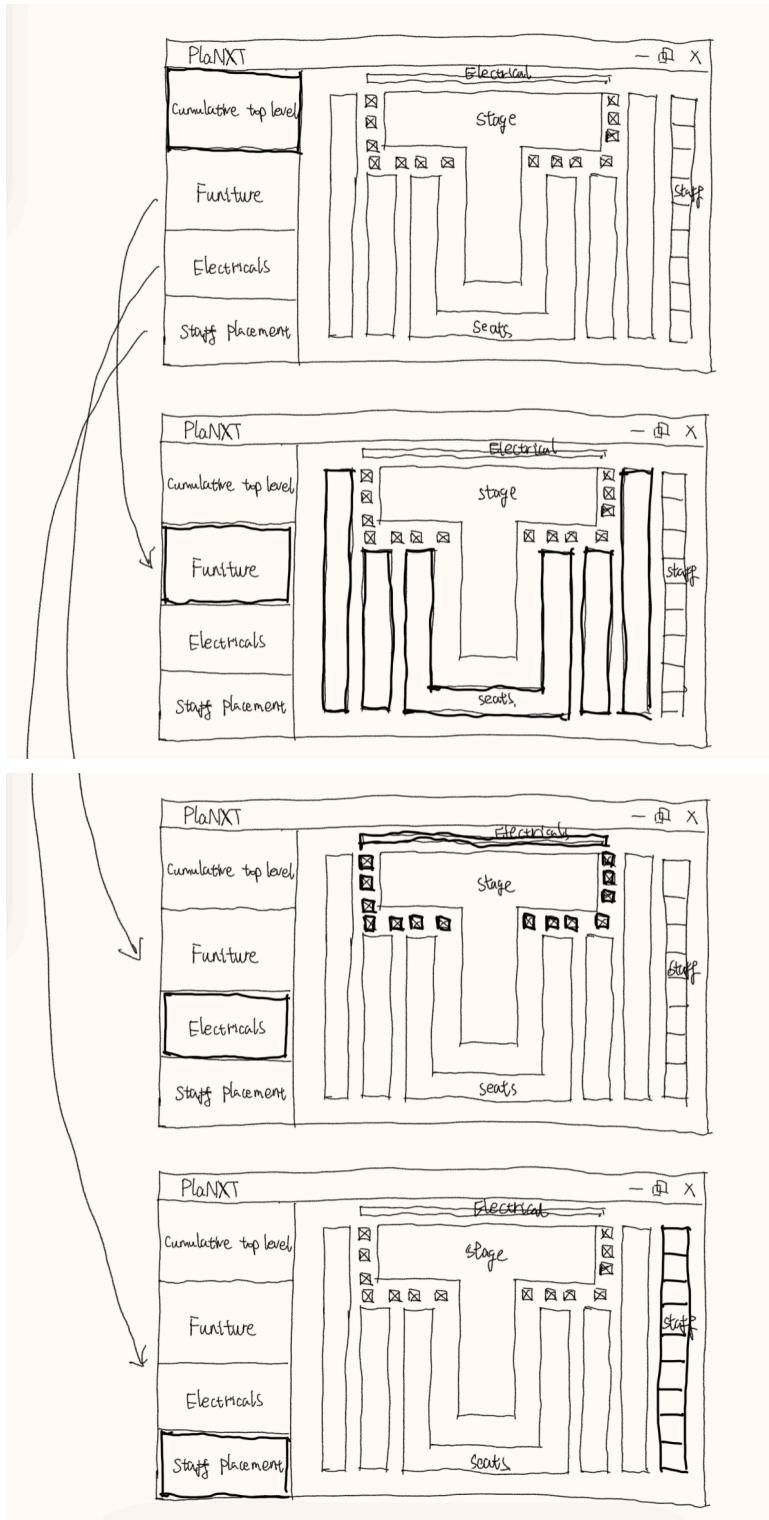 PlaNXT
Electrical
Cumulative top level
Stage
Funiture
Staff
Electricals
Staff placement
Seats
PlaNXT
Electrical
Cumulative top level
Stage
Funiture
Staff
Electricals
Staff placement
seats
PlaNXT
Electricals
Cumulative top level
Stage
Funiture
Staff
Electricals
Staff placement
seats
PlaNXT
Electrical
Cumulative top level
Stage
Funiture
Staff
Electricals
Staff placement
Seats